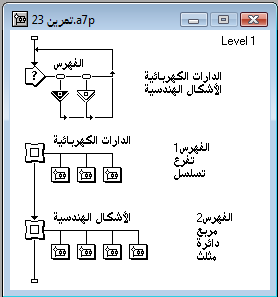 تعرين 23.a7p
Level 1
الفهرس
?
الدارات الكهربائية
الأشكال الهندسية
الدارات الكهربائية
الفهرس1
تفرع
تسلسل
الأشكال الهندسية
الفهرس2
مربع
دائرة
مثلث